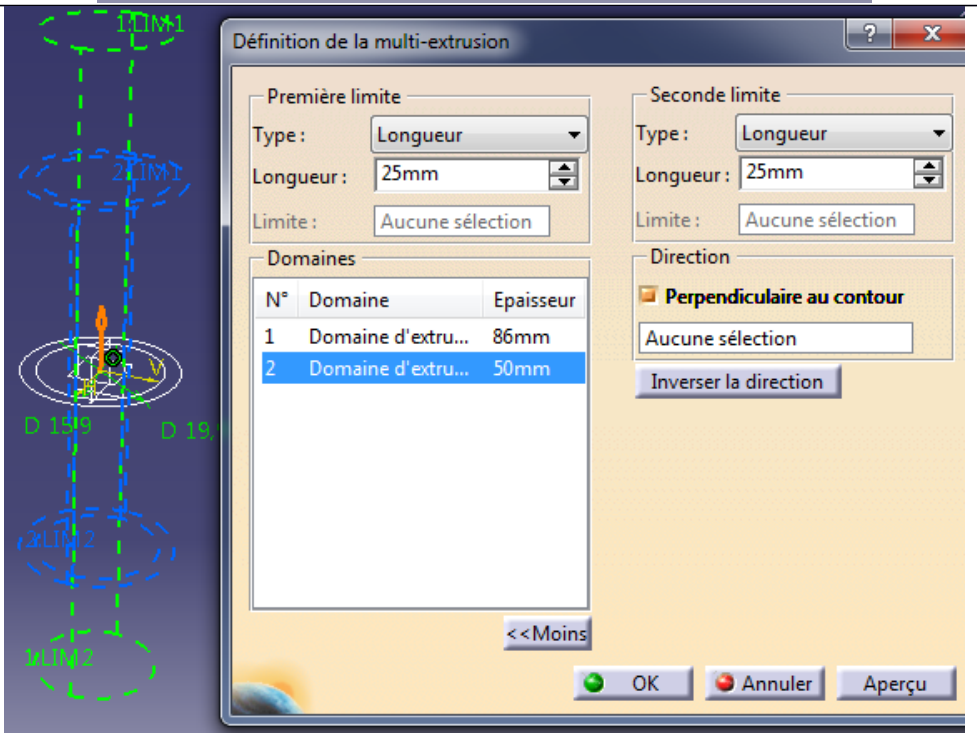 Définition de la multi-extrusion
Première limite
Type : Longueur
Longueur : 25mm
Limite : Aucune sélection
Domaines
N° Domaine Epaisseur
1 Domaine d'extru... 86mm
2 Domaine d'extru... 50mm
<<Moins
Seconde limite
Type : Longueur
Longueur : 25mm
Limite : Aucune sélection
Direction
Perpendiculaire au contour
Aucune sélection
Inverser la direction
OK Annuler Aperçu
1:LIM1
2:LIM1
V
H
D 15,9 D 19,
2:LIM2
1:LIM2